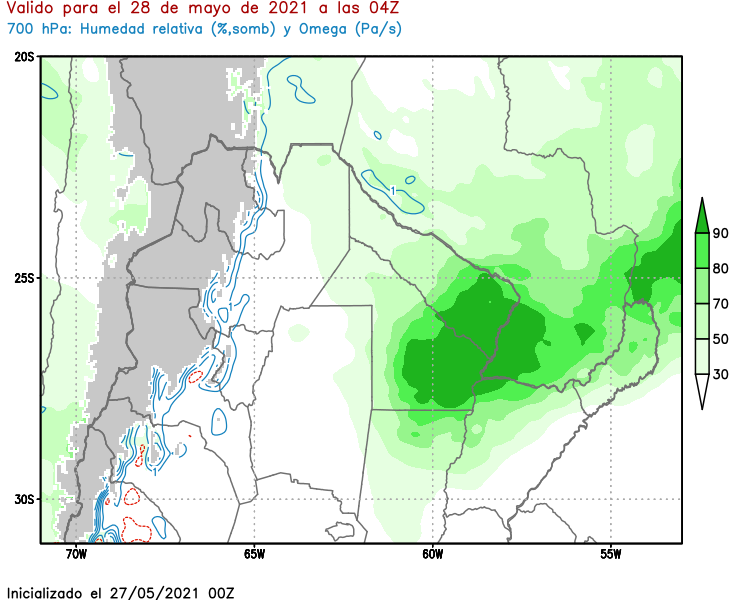 Valido para el 28 de mayo de 2021 a las 04Z
700 hPa: Humedad relativa (%,somb) y Omega (Pa/s)
20S
25S
30S
70W
65W
60W
55W
1
1
90
80
70
50
30
Inicializado el 27/05/2021 00Z